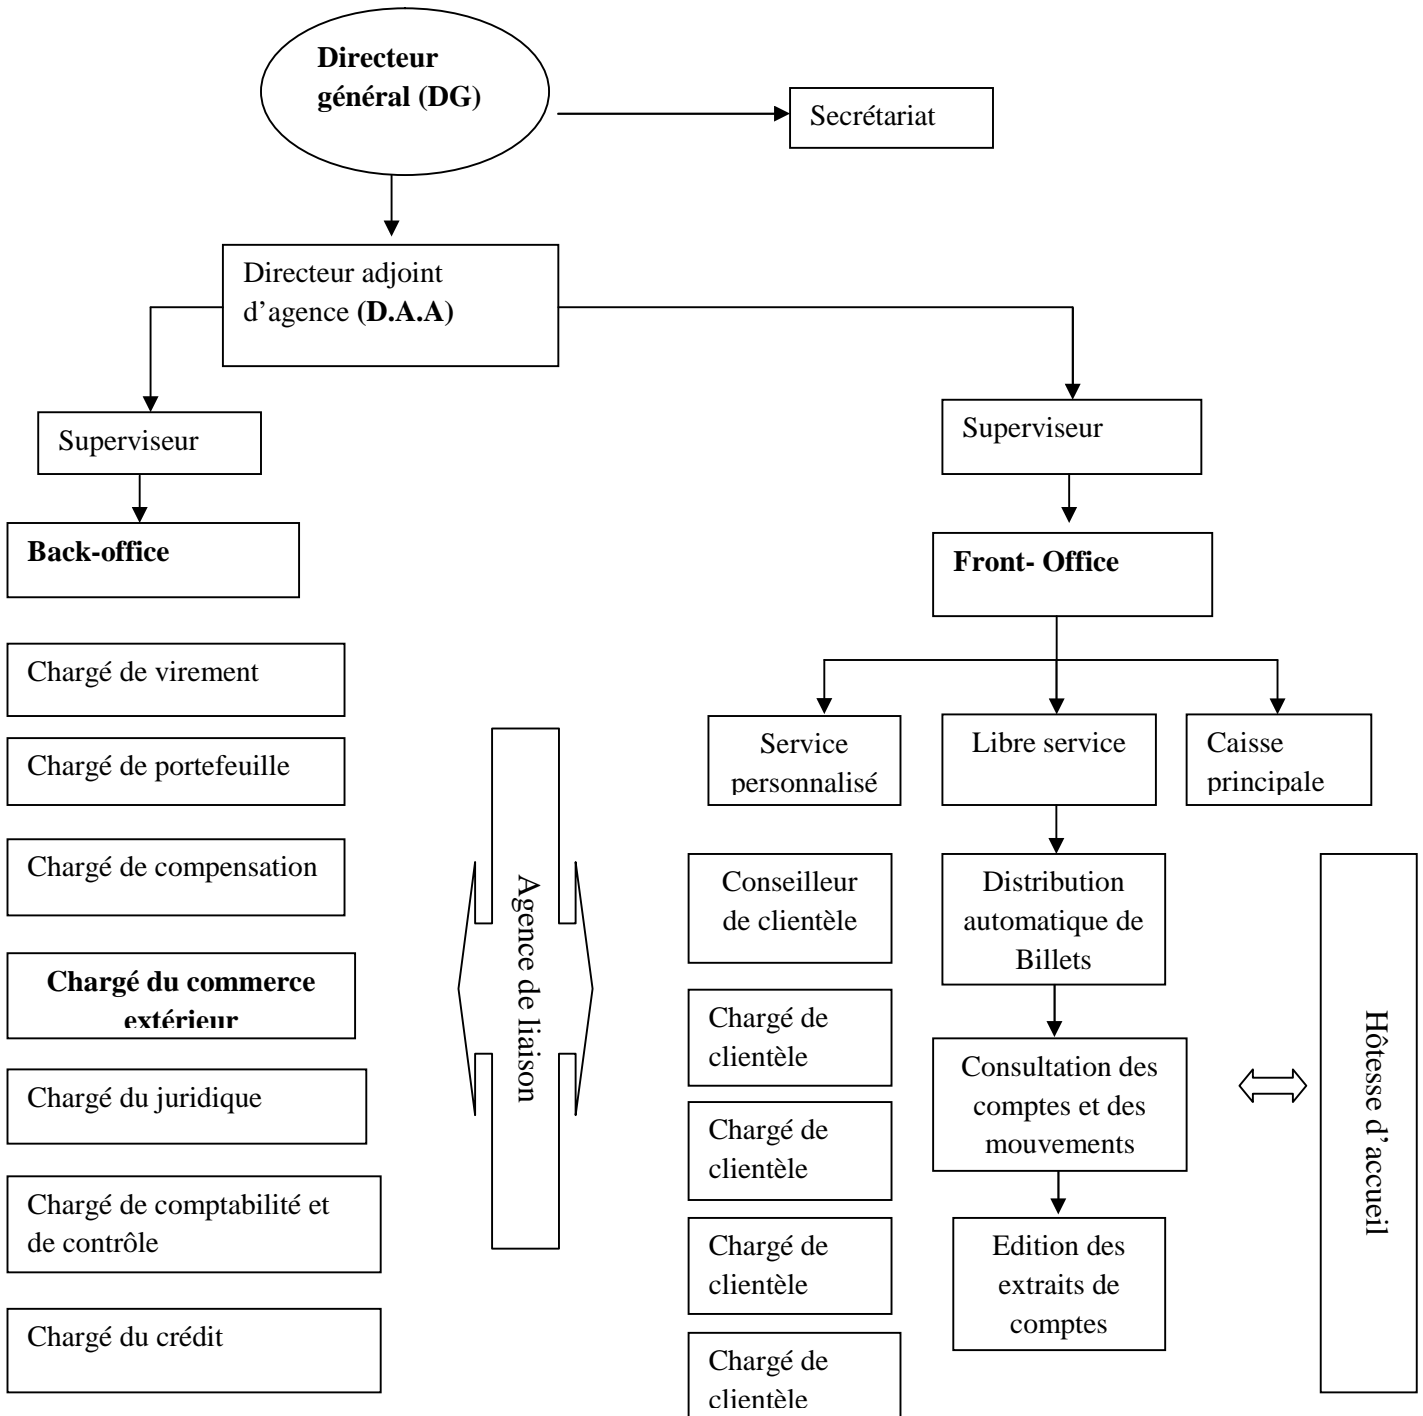 Directeur
général (DG)
Secrétariat
Directeur adjoint
d’agence (D.A.A)
Superviseur
Superviseur
Back-office
Front- Office
Chargé de virement
Chargé de portefeuille
Chargé de compensation
Chargé du commerce
extérieur
Chargé du juridique
Chargé de comptabilité et
de contrôle
Chargé du crédit
Agence de liaison
Service
personnalisé
Libre service
Caisse
principale
Conseilleur
de clientèle
Chargé de
clientèle
Chargé de
clientèle
Chargé de
clientèle
Chargé de
clientèle
Distribution
automatique de
Billets
Consultation des
comptes et des
mouvements
Edition des
extraits de
comptes
Hôtesse d’accueil